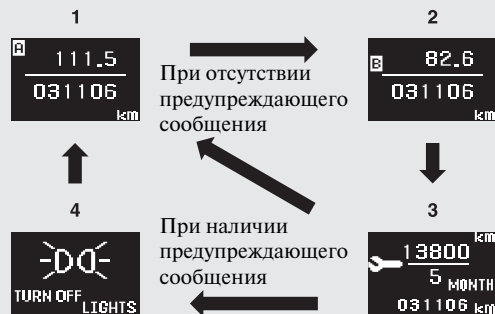 1
2
A
111.5
031106
km
При отсутствии
предупреждающего
сообщения
B
82.6
031106
km
4
При наличии
предупреждающего
сообщения
3
TURN OFF
LIGHTS
km
13800
5 MONTH
031106 km